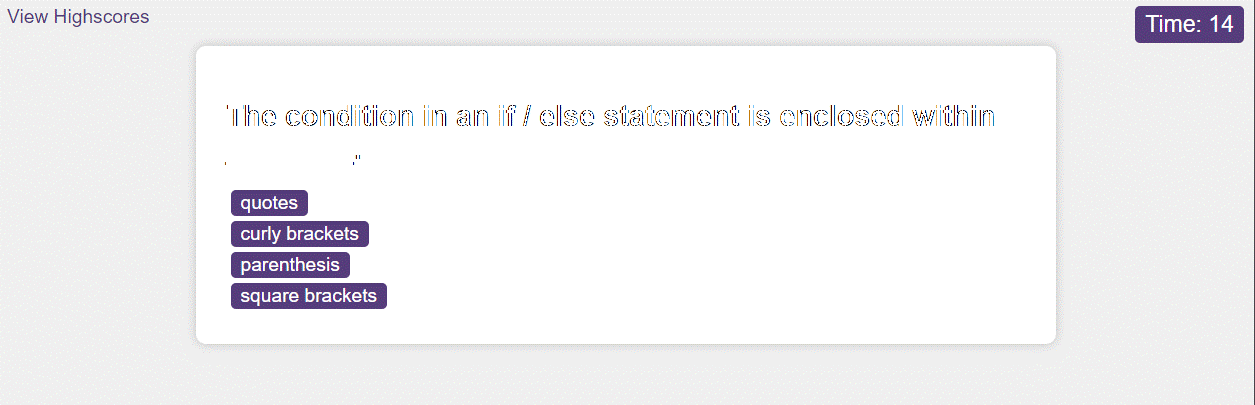 View Highscores
Time: 14
The condition in an if / else statement is enclosed within
."
quotes
curly brackets
parenthesis
square brackets